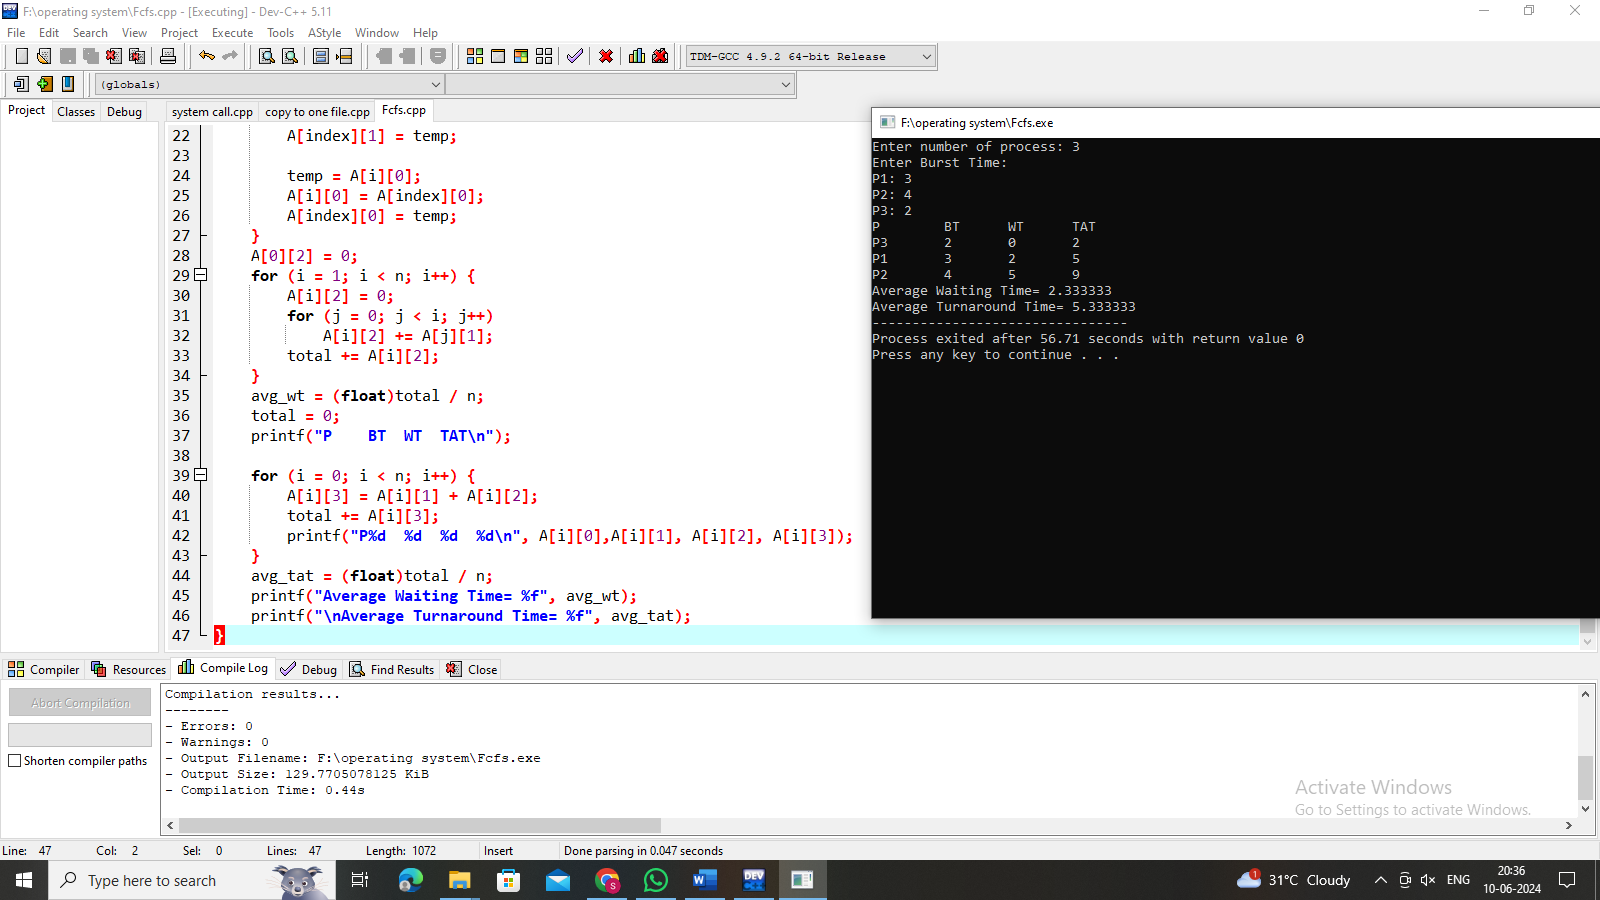 F:\operating system\Fcfs.cpp - [Executing] - Dev-C++ 5.11
File Edit Search View Project Execute Tools AStyle Window Help
TDM-GCC 4.9.2 64-bit Release
(globals)
Project Classes Debug
system call.cpp copy to one file.cpp Fcfs.cpp
22 A[index][1] = temp;
23
24 temp = A[i][0];
25 A[i][0] = A[index][0];
26 A[index][0] = temp;
27 }
28 A[0][2] = 0;
29 for (i = 1; i < n; i++) {
30 A[i][2] = 0;
31 for (j = 0; j < i; j++)
32 A[i][2] += A[j][1];
33 total += A[i][2];
34 }
35 avg_wt = (float)total / n;
36 total = 0;
37 printf("P    BT  WT  TAT\n");
38
39 for (i = 0; i < n; i++) {
40 A[i][3] = A[i][1] + A[i][2];
41 total += A[i][3];
42 printf("P%d  %d  %d  %d\n", A[i][0],A[i][1], A[i][2], A[i][3]);
43 }
44 avg_tat = (float)total / n;
45 printf("Average Waiting Time= %f", avg_wt);
46 printf("\nAverage Turnaround Time= %f", avg_tat);
47 }
F:\operating system\Fcfs.exe
Enter number of process: 3
Enter Burst Time:
P1: 3
P2: 4
P3: 2
P BT WT TAT
P3 2 0 2
P1 3 2 5
P2 4 5 9
Average Waiting Time= 2.333333
Average Turnaround Time= 5.333333
--------------------------------
Process exited after 56.71 seconds with return value 0
Press any key to continue . . .
Compiler Resources Compile Log Debug Find Results Close
Abort Compilation
Shorten compiler paths
Compilation results...
--------
- Errors: 0
- Warnings: 0
- Output Filename: F:\operating system\Fcfs.exe
- Output Size: 129.7705078125 KiB
- Compilation Time: 0.44s
Activate Windows
Go to Settings to activate Windows.
Line: 47 Col: 2 Sel: 0 Lines: 47 Length: 1072 Insert Done parsing in 0.047 seconds
Type here to search
S
W
DEV
1
31°C Cloudy
ENG
20:36
10-06-2024